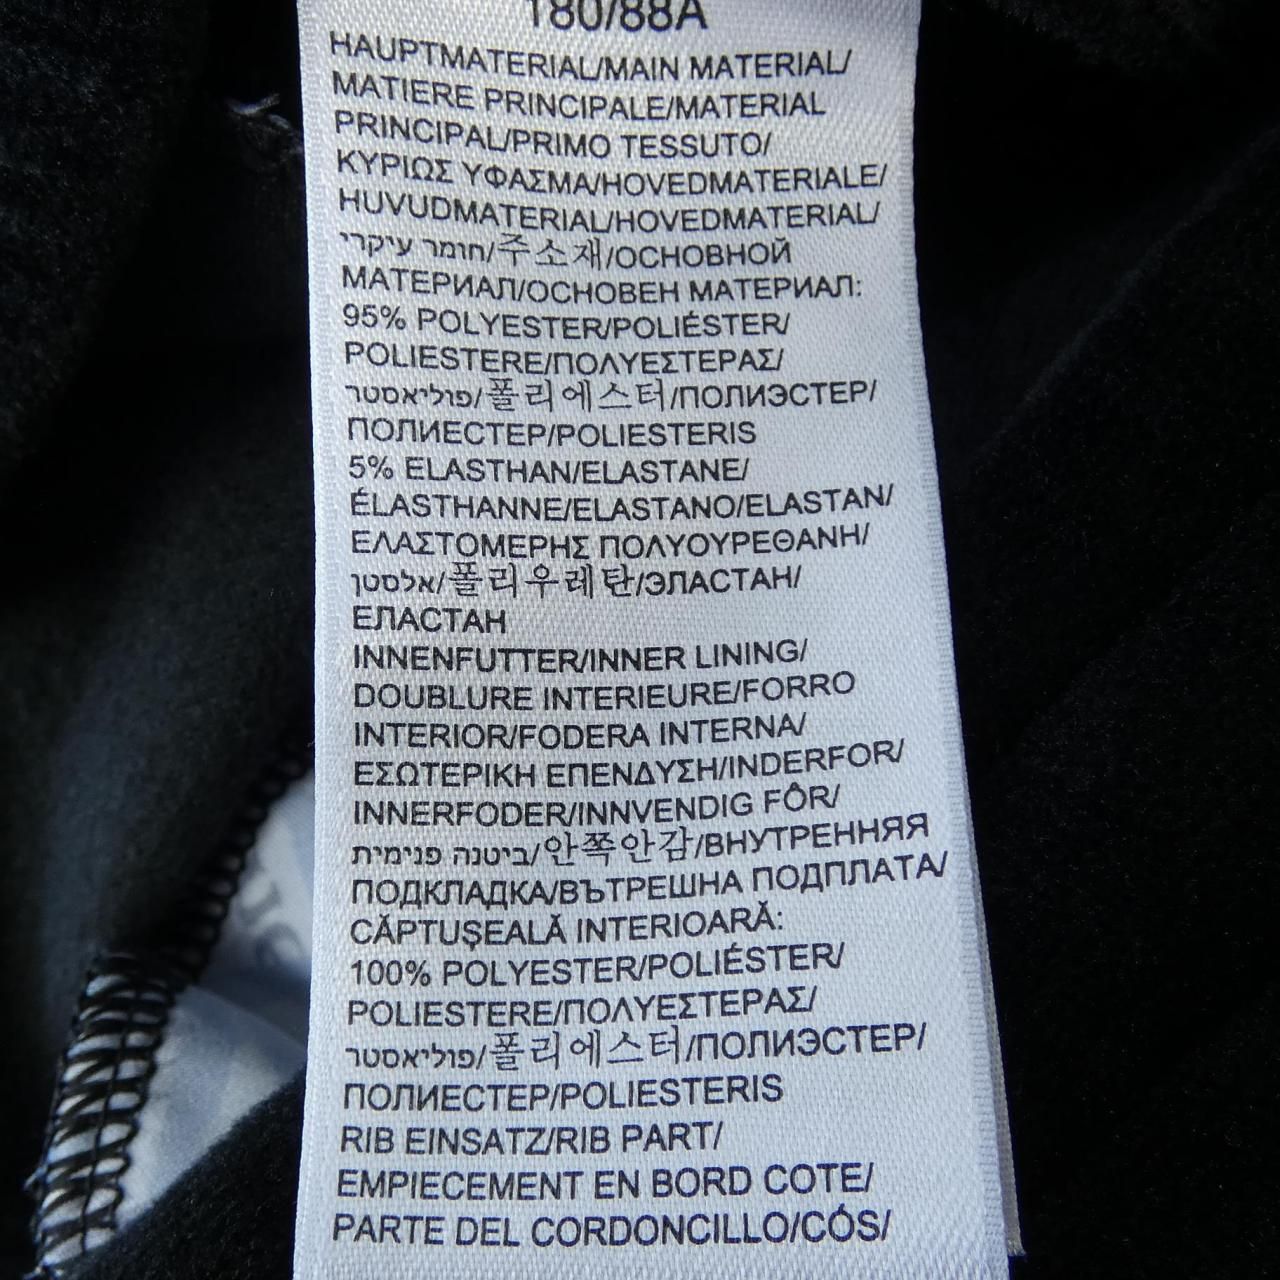 180/88A
HAUPTMATERIAL/MAIN MATERIAL/
MATIERE PRINCIPALE/MATERIAL
PRINCIPAL/PRIMO TESSUTO/
ΚΥΡΙΩΣ ΥΦΑΣΜΑ/HOVEDMATERIALE/
HUVUDMATERIAL/HOVEDMATERIAL/
חומר עיקרי/주소재/ОСНОВНОЙ
МАТЕРИАЛ/ОСНОВЕН МАТЕРИАЛ:
95% POLYESTER/POLIÉSTER/
POLIESTERE/ΠΟΛΥΕΣΤΕΡΑΣ/
פוליאסטר/폴리에스터/ПОЛИЭСТЕР/
ПОЛИЕСТЕР/POLIESTERIS
5% ELASTHAN/ELASTANE/
ÉLASTHANNE/ELASTANO/ELASTAN/
ΕΛΑΣΤΟΜΕΡΗΣ ΠΟΛΥΟΥΡΕΘΑΝΗ/
אלסטן/폴리우레탄/ЭЛАСТАН/
ЕЛАСТАН
INNENFUTTER/INNER LINING/
DOUBLURE INTERIEURE/FORRO
INTERIOR/FODERA INTERNA/
ΕΣΩΤΕΡΙΚΗ ΕΠΕΝΔΥΣΗ/INDERFOR/
INNERFODER/INNVENDIG FÔR/
ביטנה פנימית/안쪽안감/ВНУТРЕННЯЯ
ПОДКЛАДКА/ВЪТРЕШНА ПОДПЛАТА/
CĂPTUȘEALĂ INTERIOARĂ:
100% POLYESTER/POLIÉSTER/
POLIESTERE/ΠΟΛΥΕΣΤΕΡΑΣ/
פוליאסטר/폴리에스터/ПОЛИЭСТЕР/
ПОЛИЕСТЕР/POLIESTERIS
RIB EINSATZ/RIB PART/
EMPIECEMENT EN BORD COTE/
PARTE DEL CORDONCILLO/CÓS/